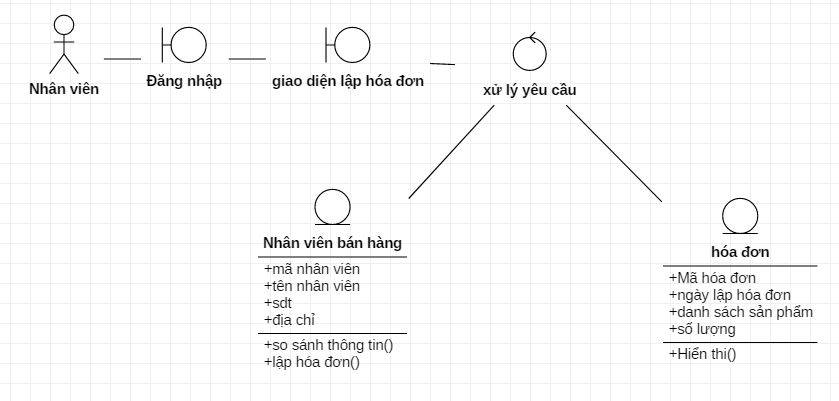 Nhân viên
Đăng nhập
giao diện lập hóa đơn
xử lý yêu cầu
Nhân viên bán hàng
+mã nhân viên
+tên nhân viên
+sdt
+địa chỉ
+so sánh thông tin()
+lập hóa đơn()
hóa đơn
+Mã hóa đơn
+ngày lập hóa đơn
+danh sách sản phẩm
+số lượng
+Hiển thi()